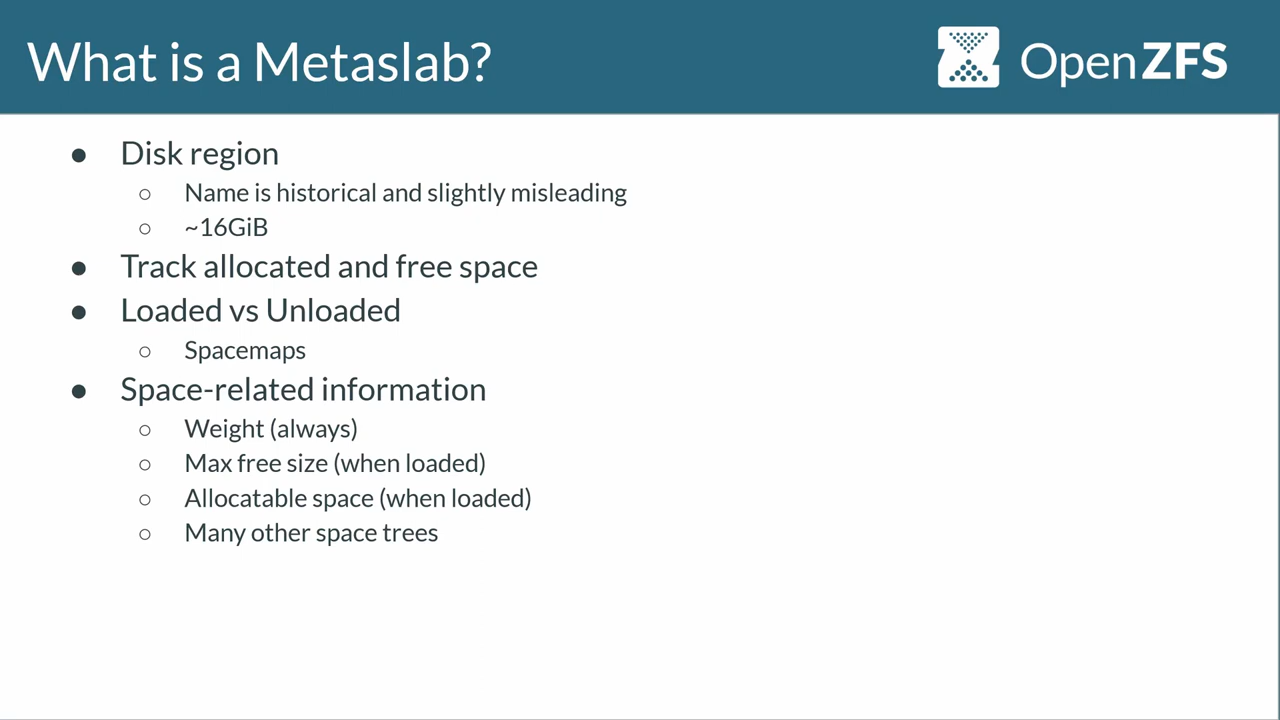 What is a Metaslab?
OpenZFS
● Disk region
○ Name is historical and slightly misleading
○ ~16GiB
● Track allocated and free space
● Loaded vs Unloaded
○ Spacemaps
● Space-related information
○ Weight (always)
○ Max free size (when loaded)
○ Allocatable space (when loaded)
○ Many other space trees